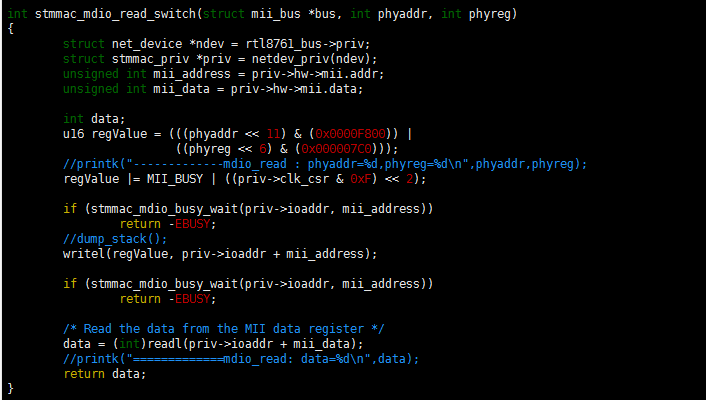 int stmmac_mdio_read_switch(struct mii_bus *bus, int phyaddr, int phyreg)
{
        struct net_device *ndev = rtl8761_bus->priv;
        struct stmmac_priv *priv = netdev_priv(ndev);
        unsigned int mii_address = priv->hw->mii.addr;
        unsigned int mii_data = priv->hw->mii.data;

        int data;
        u16 regValue = (((phyaddr << 11) & (0x0000F800)) |
                        ((phyreg << 6) & (0x000007C0)));
        //printk("-------------mdio_read : phyaddr=%d,phyreg=%d\n",phyaddr,phyreg);
        regValue |= MII_BUSY | ((priv->clk_csr & 0xF) << 2);

        if (stmmac_mdio_busy_wait(priv->ioaddr, mii_address))
                return -EBUSY;
        //dump_stack();
        writel(regValue, priv->ioaddr + mii_address);

        if (stmmac_mdio_busy_wait(priv->ioaddr, mii_address))
                return -EBUSY;

        /* Read the data from the MII data register */
        data = (int)readl(priv->ioaddr + mii_data);
        //printk("=============mdio_read: data=%d\n",data);
        return data;
}